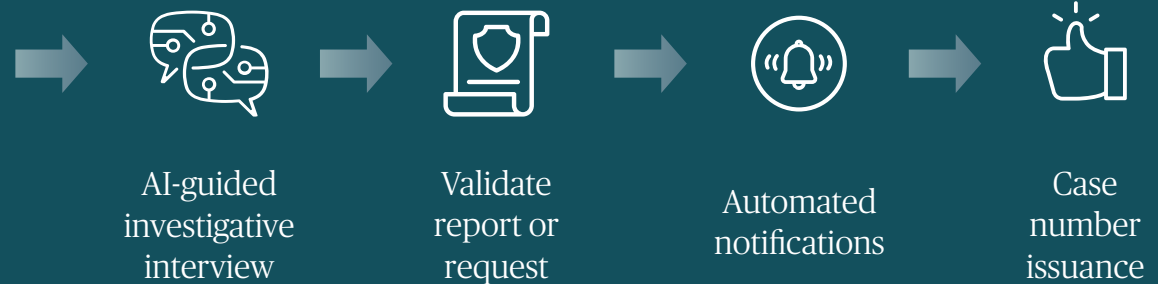 AI-guided
investigative
interview
Validate
report or
request
Automated
notifications
Case
number
issuance